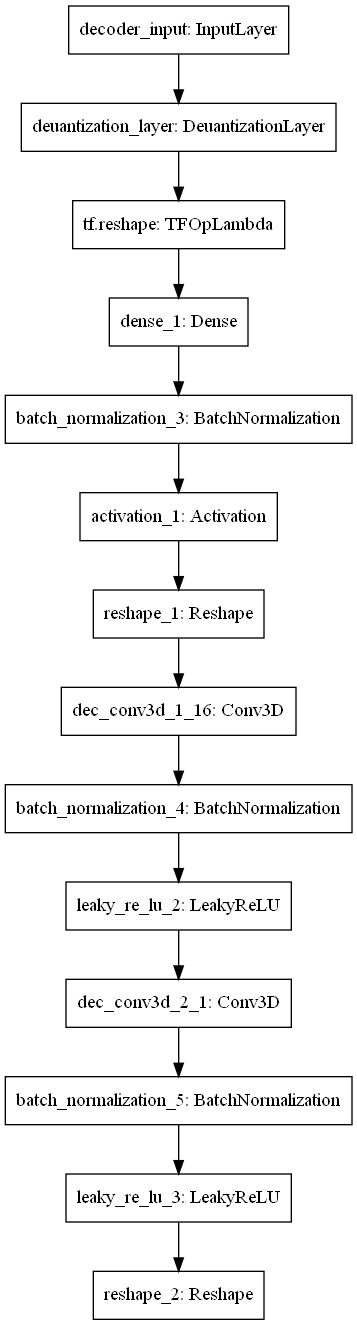 decoder_input: InputLayer
deuantization_layer: DeuantizationLayer
tf.reshape: TFOpLambda
dense_1: Dense
batch_normalization_3: BatchNormalization
activation_1: Activation
reshape_1: Reshape
dec_conv3d_1_16: Conv3D
batch_normalization_4: BatchNormalization
leaky_re_lu_2: LeakyReLU
dec_conv3d_2_1: Conv3D
batch_normalization_5: BatchNormalization
leaky_re_lu_3: LeakyReLU
reshape_2: Reshape